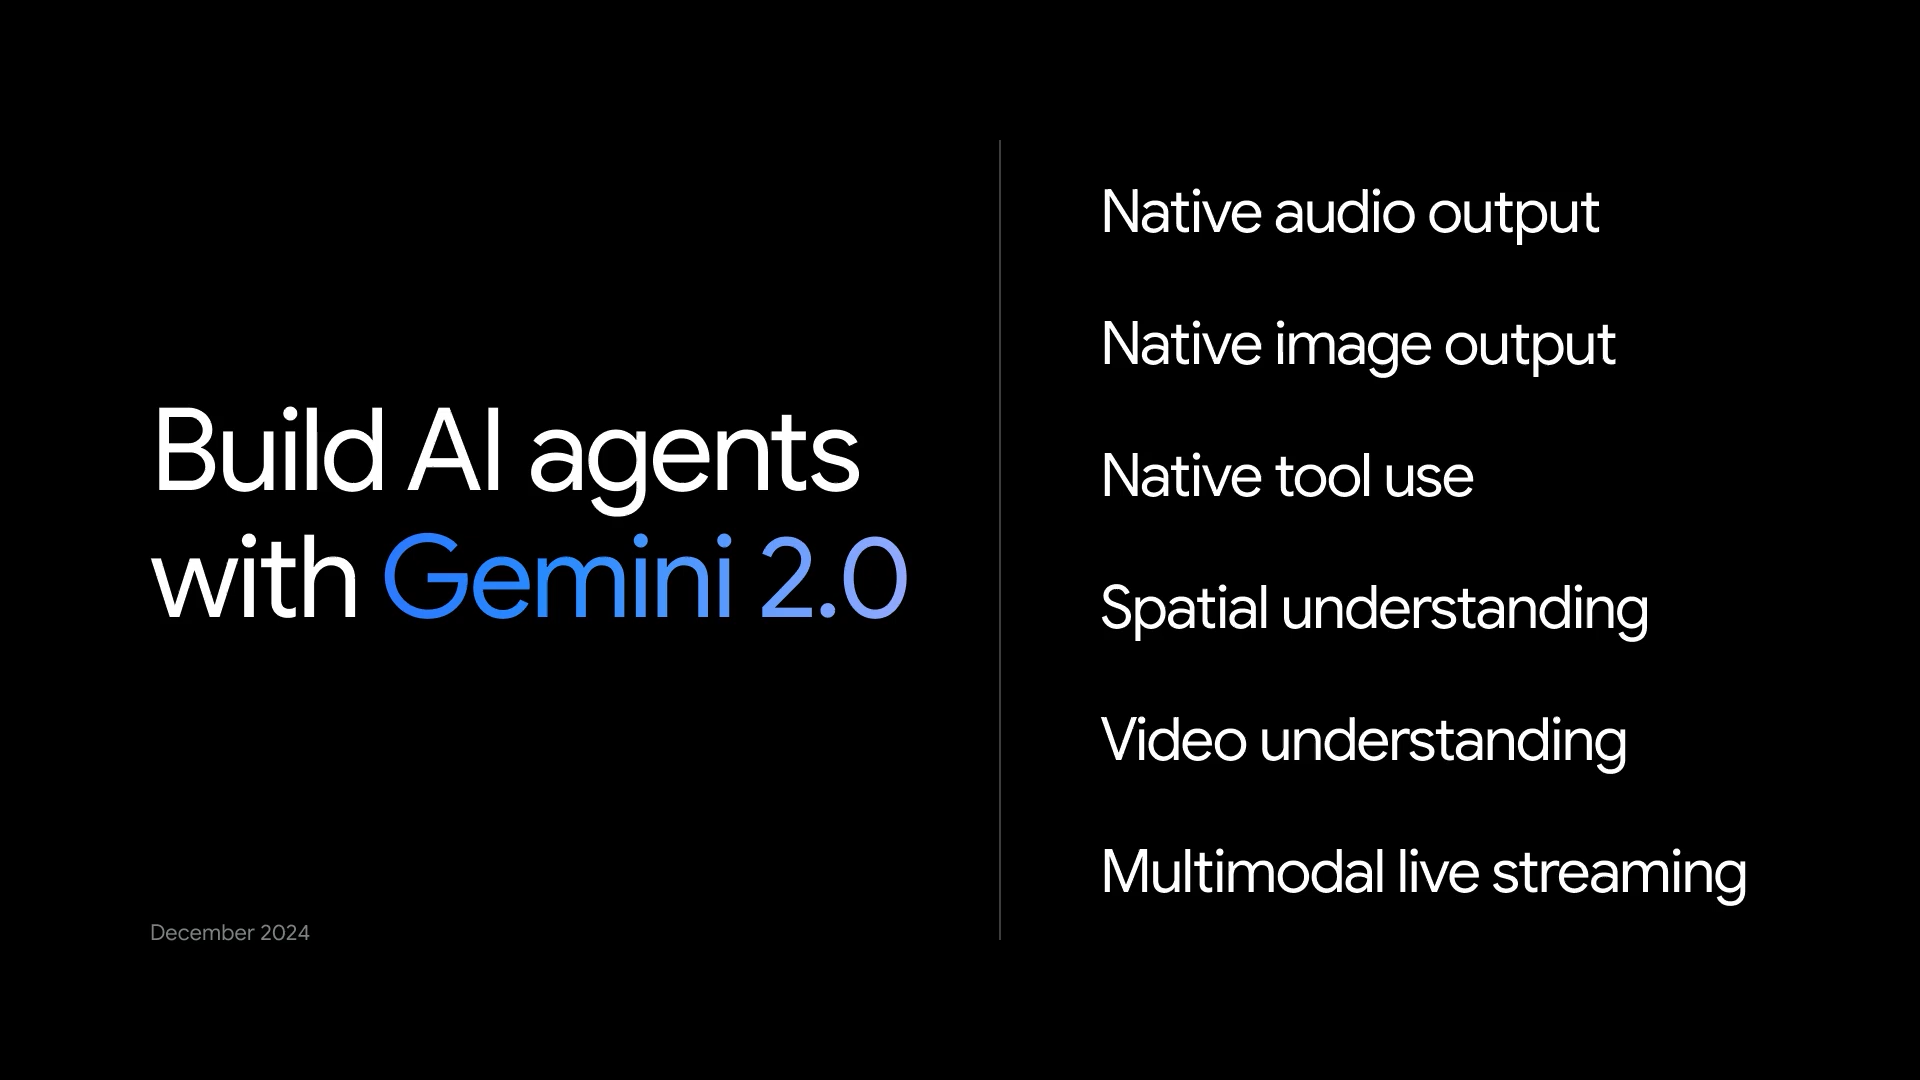 Build AI agents
with Gemini 2.0
December 2024
Native audio output
Native image output
Native tool use
Spatial understanding
Video understanding
Multimodal live streaming